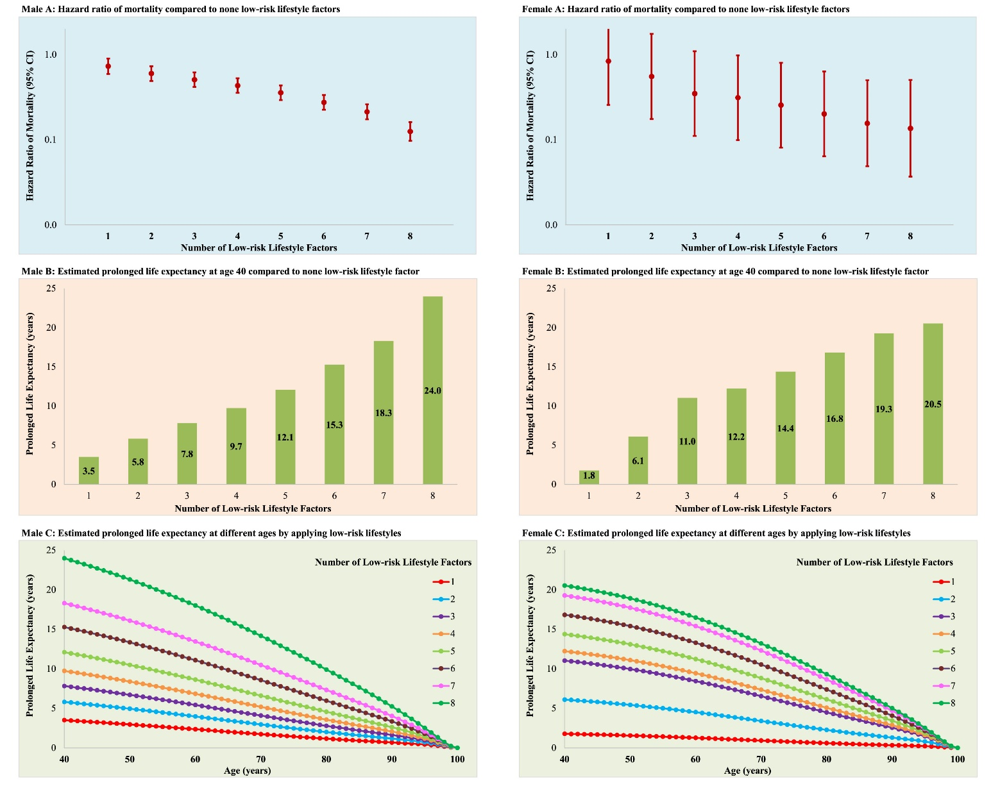 Male A: Hazard ratio of mortality compared to none low-risk lifestyle factors
Hazard Ratio of Mortality (95% CI)
1.0
0.1
0.0
1 2 3 4 5 6 7 8
Number of Low-risk Lifestyle Factors
Female A: Hazard ratio of mortality compared to none low-risk lifestyle factors
Hazard Ratio of Mortality (95% CI)
1.0
0.1
0.0
1 2 3 4 5 6 7 8
Number of Low-risk Lifestyle Factors
Male B: Estimated prolonged life expectancy at age 40 compared to none low-risk lifestyle factor
Prolonged Life Expectancy (years)
25
20
15
10
5
0
3.5 5.8 7.8 9.7 12.1 15.3 18.3 24.0
1 2 3 4 5 6 7 8
Number of Low-risk Lifestyle Factors
Female B: Estimated prolonged life expectancy at age 40 compared to none low-risk lifestyle factor
Prolonged Life Expectancy (years)
25
20
15
10
5
0
1.8 6.1 11.0 12.2 14.4 16.8 19.3 20.5
1 2 3 4 5 6 7 8
Number of Low-risk Lifestyle Factors
Male C: Estimated prolonged life expectancy at different ages by applying low-risk lifestyles
Prolonged Life Expectancy (years)
25
20
15
10
5
0
Number of Low-risk Lifestyle Factors
1
2
3
4
5
6
7
8
40 50 60 70 80 90 100
Age (years)
Female C: Estimated prolonged life expectancy at different ages by applying low-risk lifestyles
Prolonged Life Expectancy (years)
25
20
15
10
5
0
Number of Low-risk Lifestyle Factors
1
2
3
4
5
6
7
8
40 50 60 70 80 90 100
Age (years)